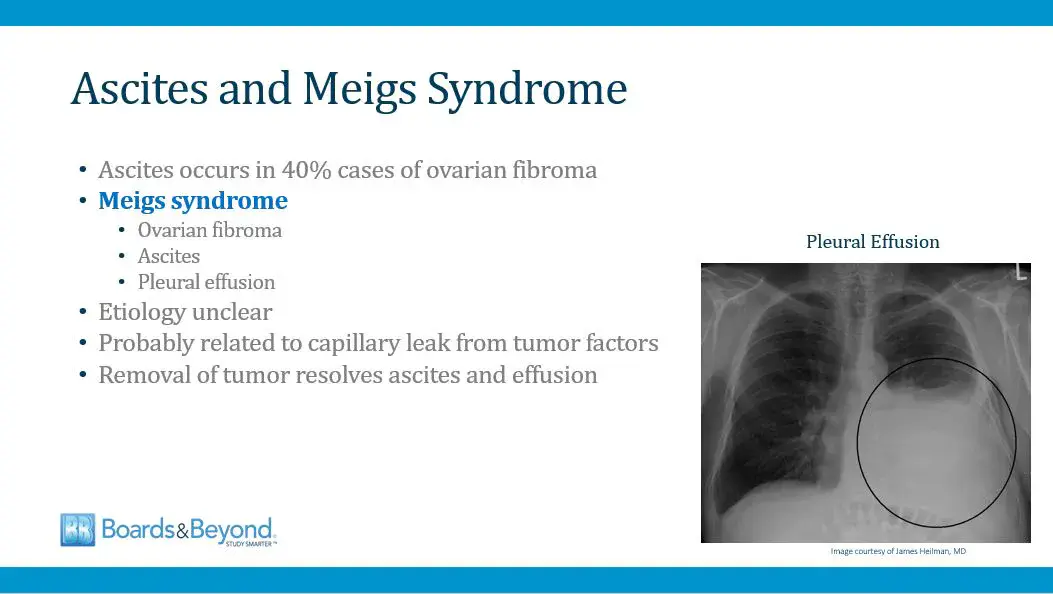 Ascites and Meigs Syndrome
• Ascites occurs in 40% cases of ovarian fibroma
• Meigs syndrome
• Ovarian fibroma
• Ascites
• Pleural effusion
• Etiology unclear
• Probably related to capillary leak from tumor factors
• Removal of tumor resolves ascites and effusion
Pleural Effusion
L
Image courtesy of James Heilman, MD
BB Boards&Beyond.
STUDY SMARTER™